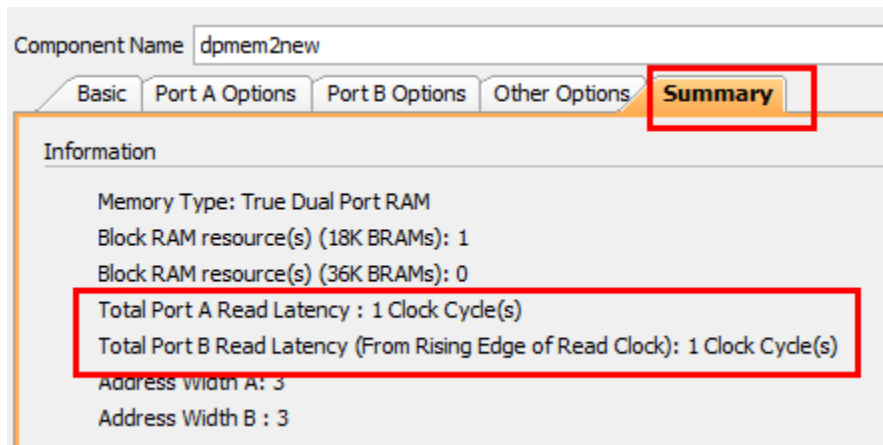 Component Name dpmem2new
Basic Port A Options Port B Options Other Options Summary
Information
Memory Type: True Dual Port RAM
Block RAM resource(s) (18K BRAMs): 1
Block RAM resource(s) (36K BRAMs): 0
Total Port A Read Latency : 1 Clock Cycle(s)
Total Port B Read Latency (From Rising Edge of Read Clock): 1 Clock Cycle(s)
Address Width A: 3
Address Width B : 3